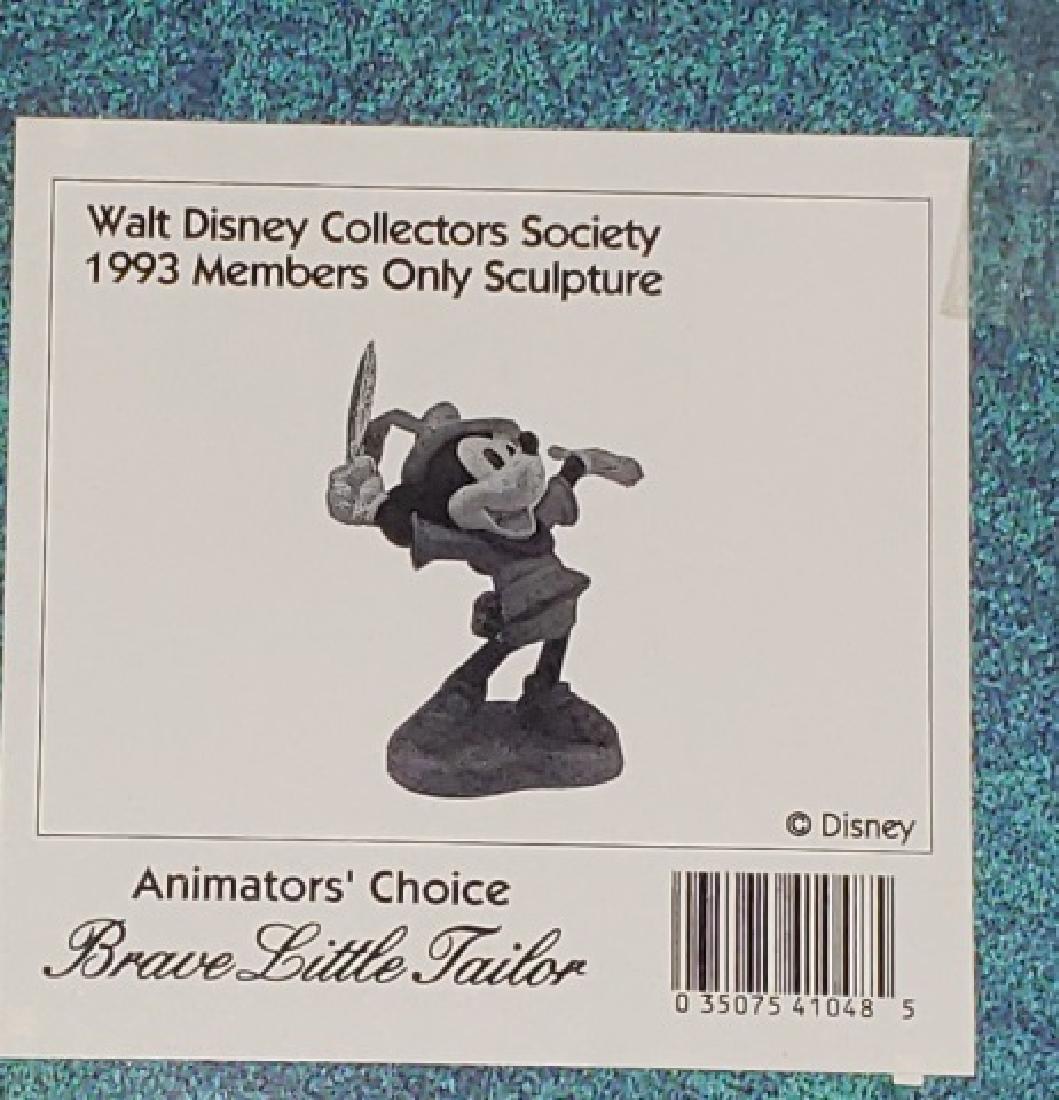 Walt Disney Collectors Society
1993 Members Only Sculpture
© Disney
Animators' Choice
Brave Little Tailor
0 35075 41048 5